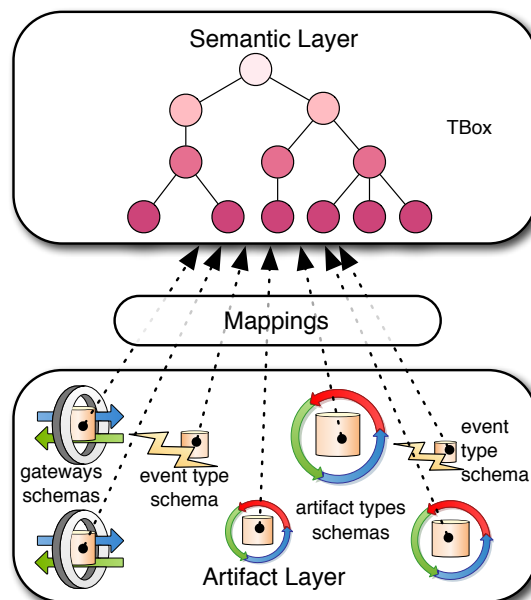 Semantic Layer
TBox
Mappings
gateways
schemas
event type
schema
artifact types
schemas
event
type
schema
Artifact Layer